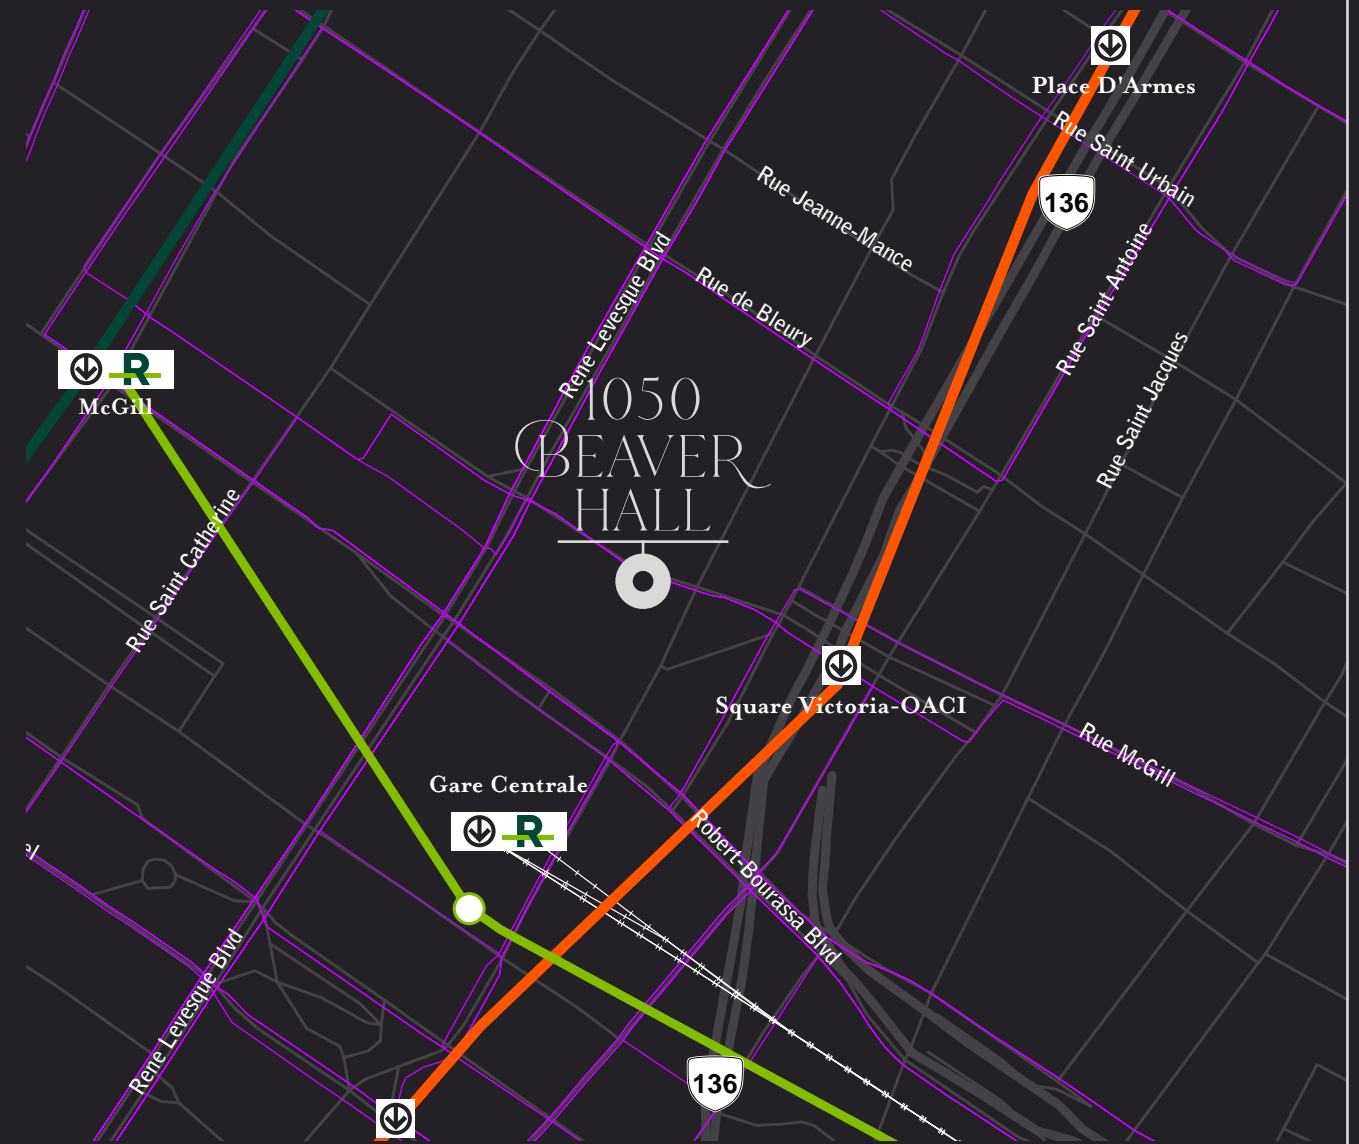 Place D'Armes
Rue Saint Urbain
136
Rue Jeanne-Mance
Rue Saint Antoine
Rene Levesque Blvd
Rue de Bleury
Rue Saint Jacques
R
McGill
1050
BEAVER
HALL
Rue Saint Catherine
Square Victoria-OACI
Rue McGill
Gare Centrale
R
Robert-Bourassa Blvd
el
Rene Levesque Blvd
136